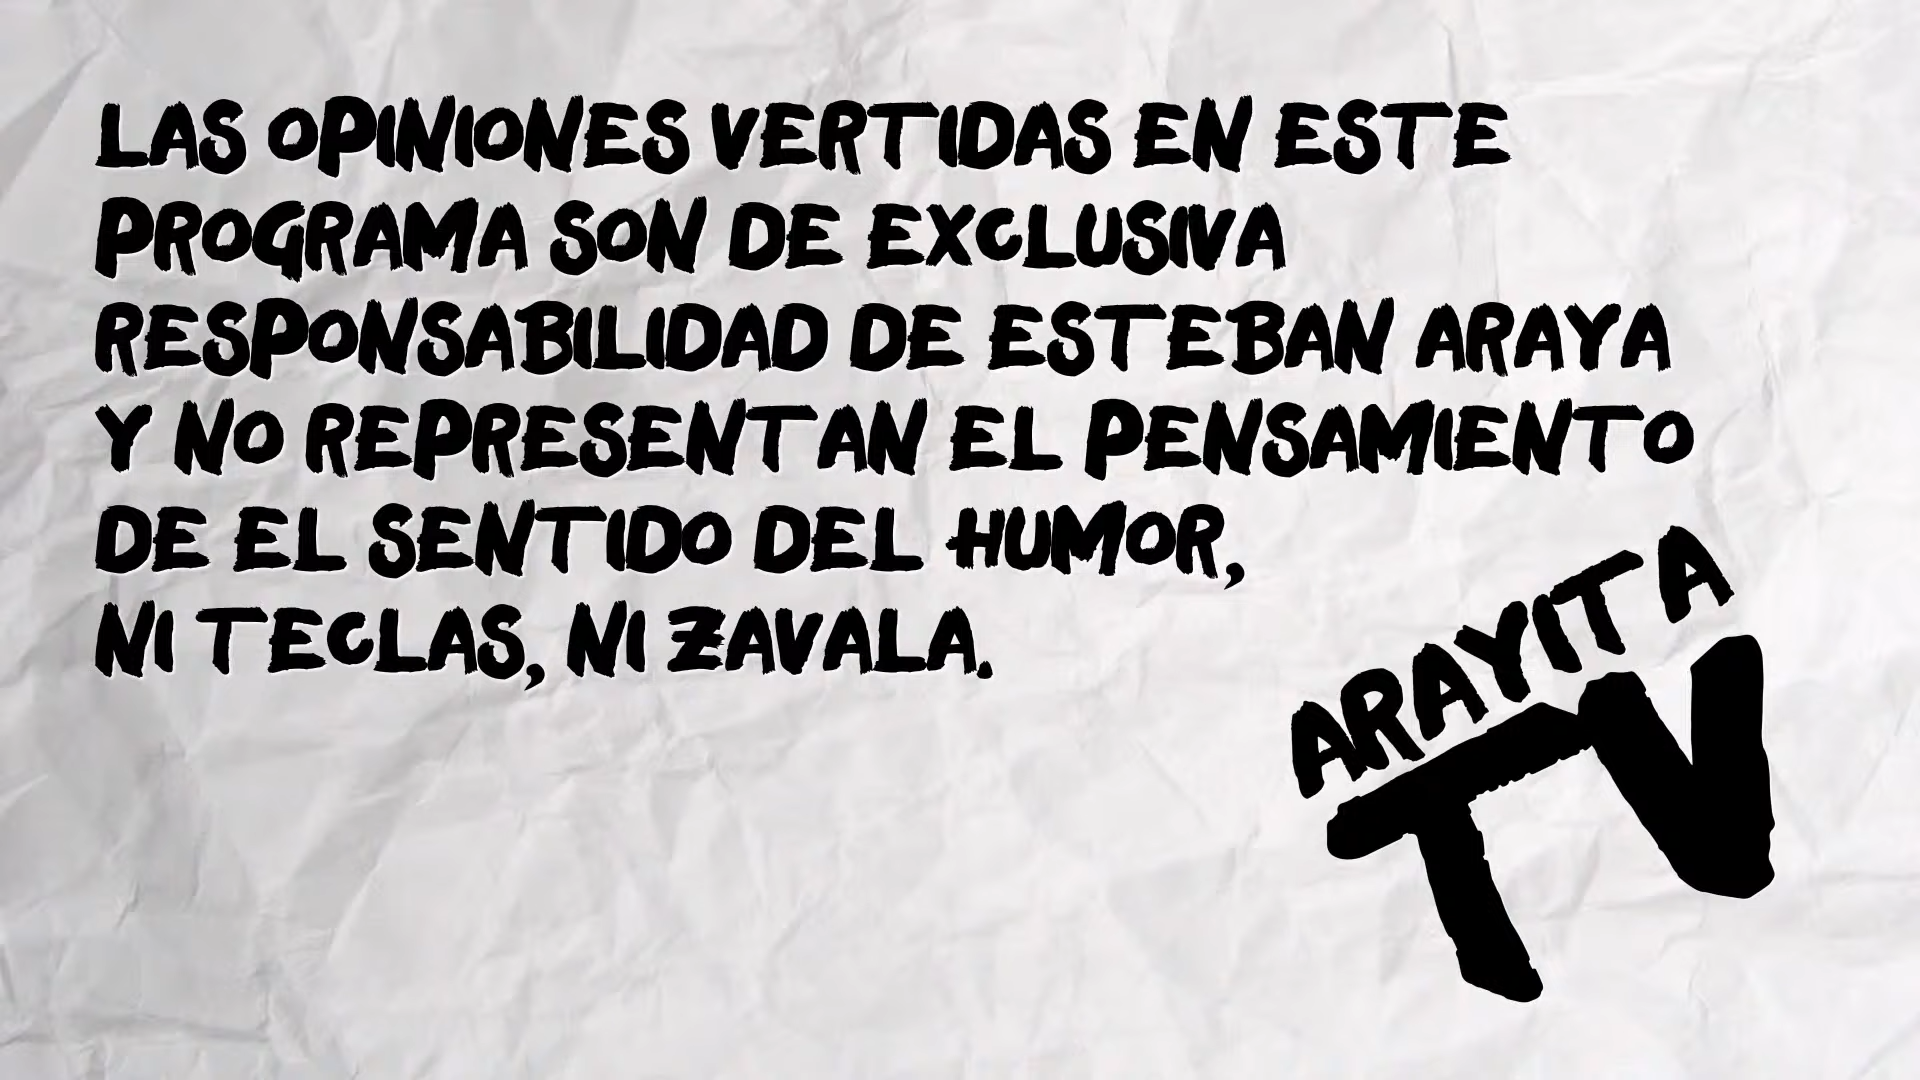 LAS OPINIONES VERTIDAS EN ESTE
PROGRAMA SON DE EXCLUSIVA
RESPONSABILIDAD DE ESTEBAN ARAYA
Y NO REPRESENTAN EL PENSAMIENTO
DE EL SENTIDO DEL HUMOR,
NI TECLAS, NI ZAVALA.
ARAYITA
TV